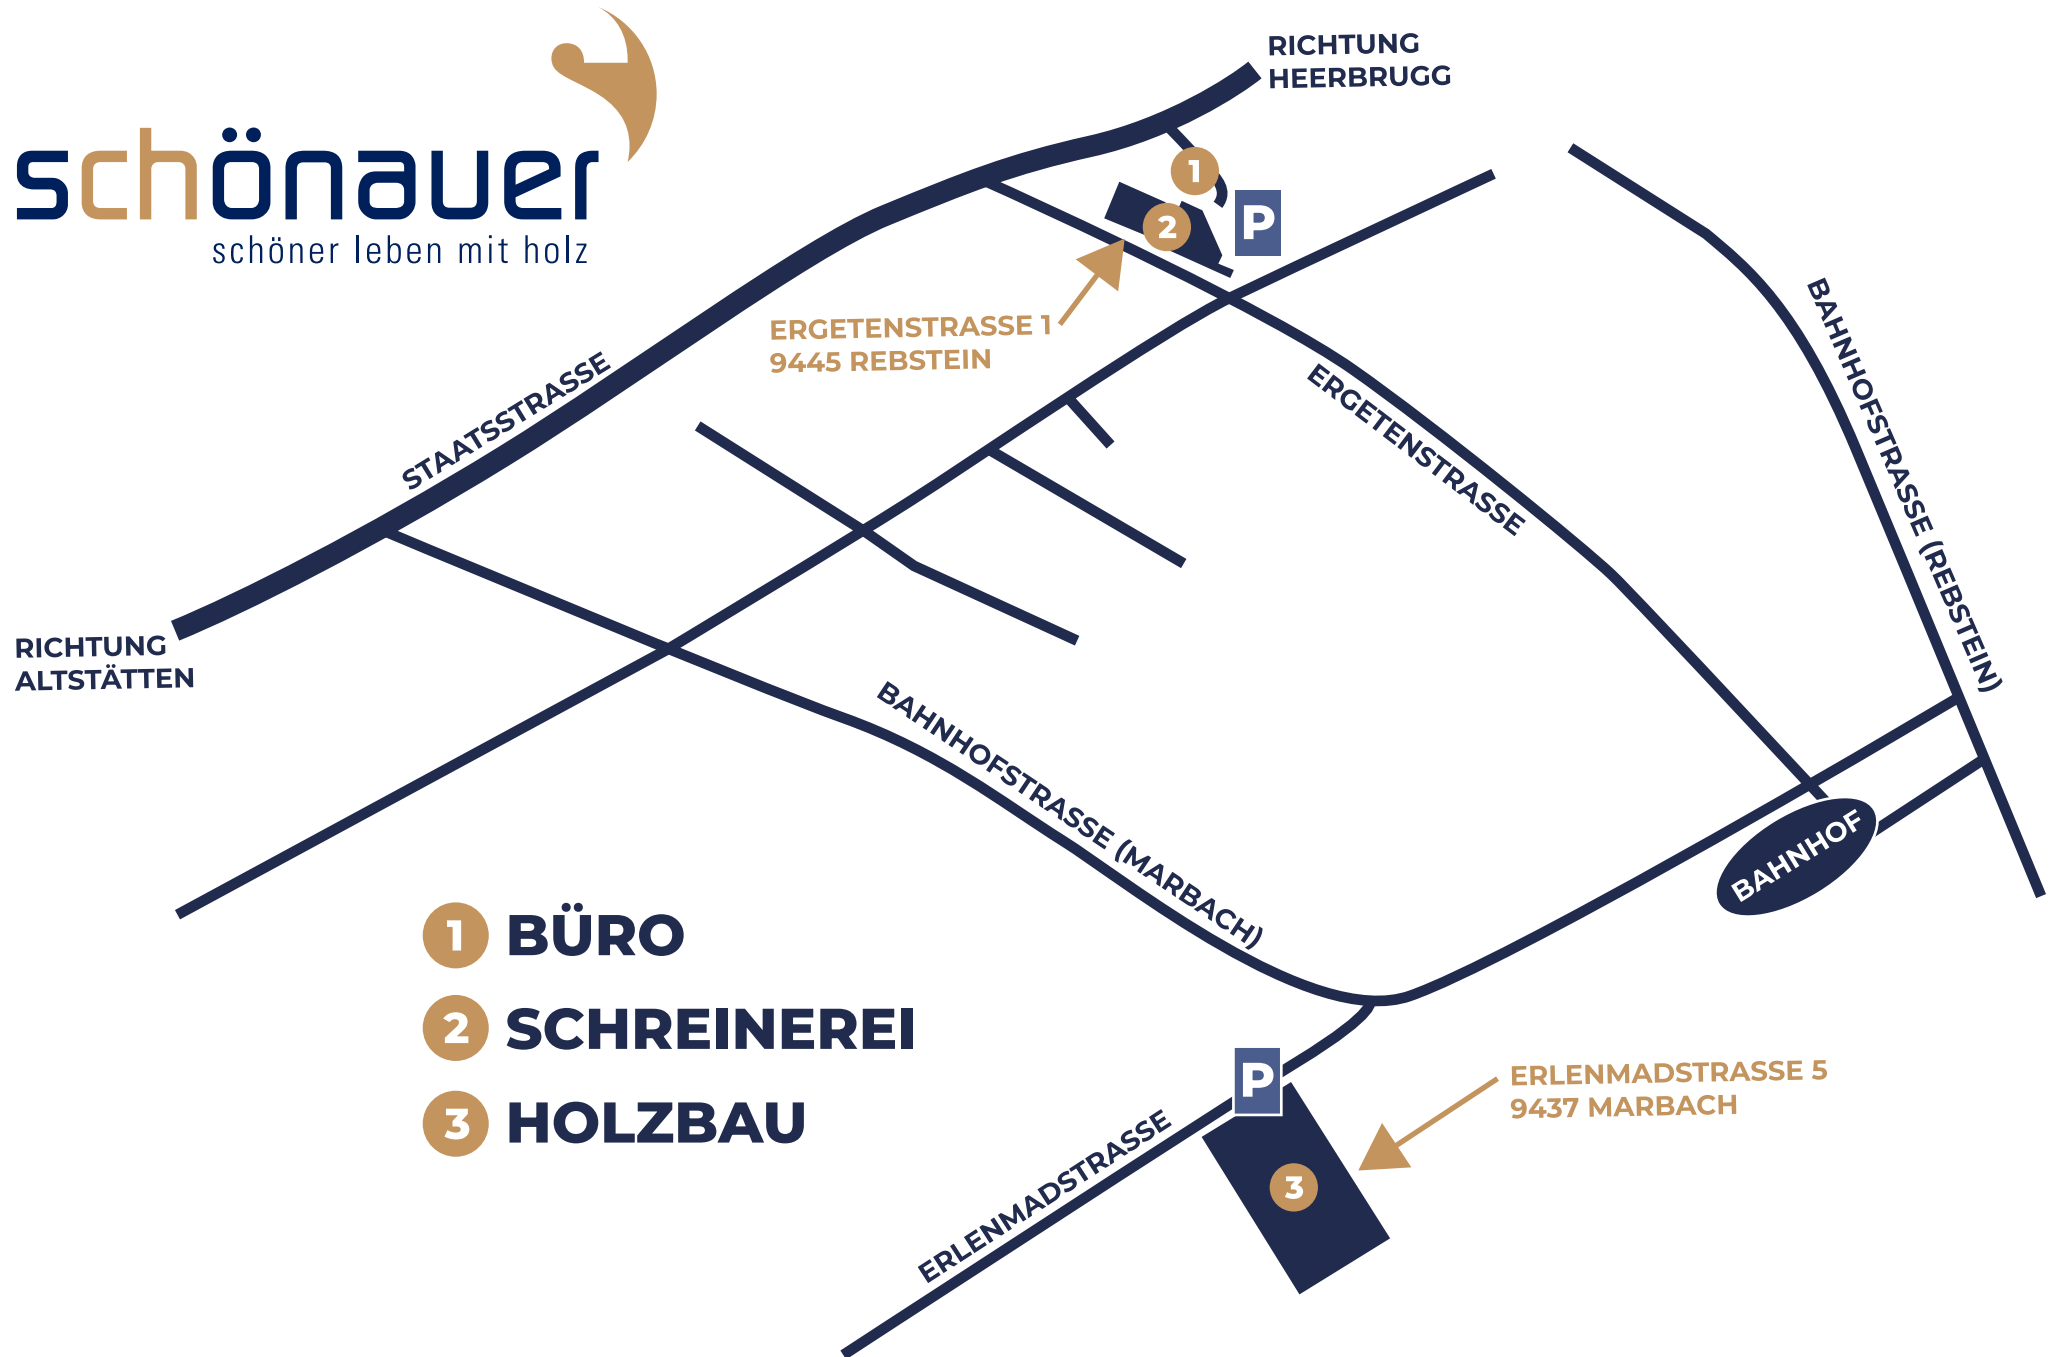 schönauer
schöner leben mit holz
RICHTUNG
HEERBRUGG
1
2
P
ERGETENSTRASSE 1
9445 REBSTEIN
STAATSSTRASSE
ERGETENSTRASSE
BAHNHOFSTRASSE (REBSTEIN)
RICHTUNG
ALTSTÄTTEN
BAHNHOFSTRASSE (MARBACH)
BAHNHOF
1 BÜRO
2 SCHREINEREI
3 HOLZBAU
P
ERLENMADSTRASSE 5
9437 MARBACH
ERLENMADSTRASSE
3